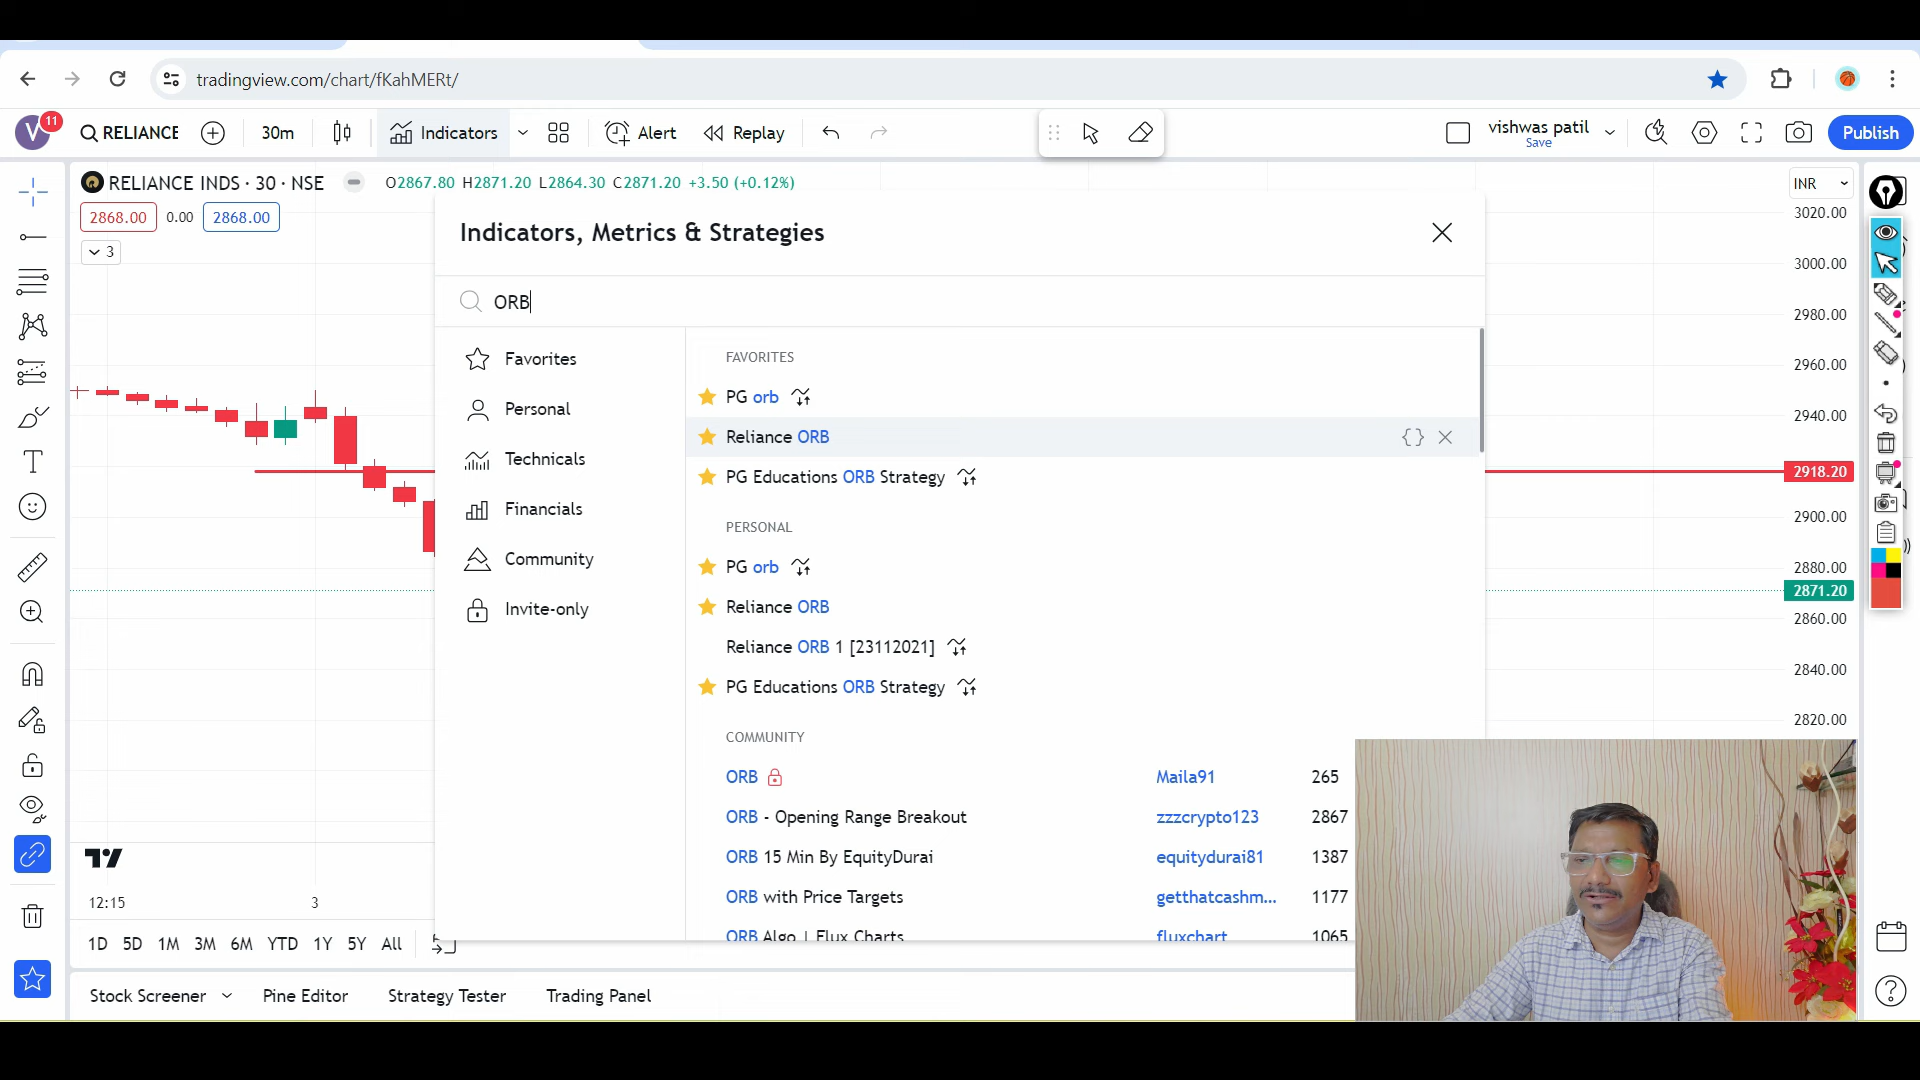 tradingview.com/chart/fKahMERt/
V 11 RELIANCE 30m Indicators Alert Replay vishwas patil Save Publish
RELIANCE INDS · 30 · NSE O2867.80 H2871.20 L2864.30 C2871.20 +3.50 (+0.12%) INR
2868.00 0.00 2868.00
3
Indicators, Metrics & Strategies
ORB
Favorites
Personal
Technicals
Financials
Community
Invite-only
FAVORITES
PG orb
Reliance ORB
PG Educations ORB Strategy
PERSONAL
PG orb
Reliance ORB
Reliance ORB 1 [23112021]
PG Educations ORB Strategy
COMMUNITY
ORB Maila91 265
ORB - Opening Range Breakout zzzcrypto123 2867
ORB 15 Min By EquityDurai equitydurai81 1387
ORB with Price Targets getthatcashm... 1177
ORB Algo | Flux Charts fluxchart 1065
3020.00
3000.00
2980.00
2960.00
2940.00
2918.20
2900.00
2880.00
2871.20
2860.00
2840.00
2820.00
12:15 3
1D 5D 1M 3M 6M YTD 1Y 5Y All
Stock Screener Pine Editor Strategy Tester Trading Panel